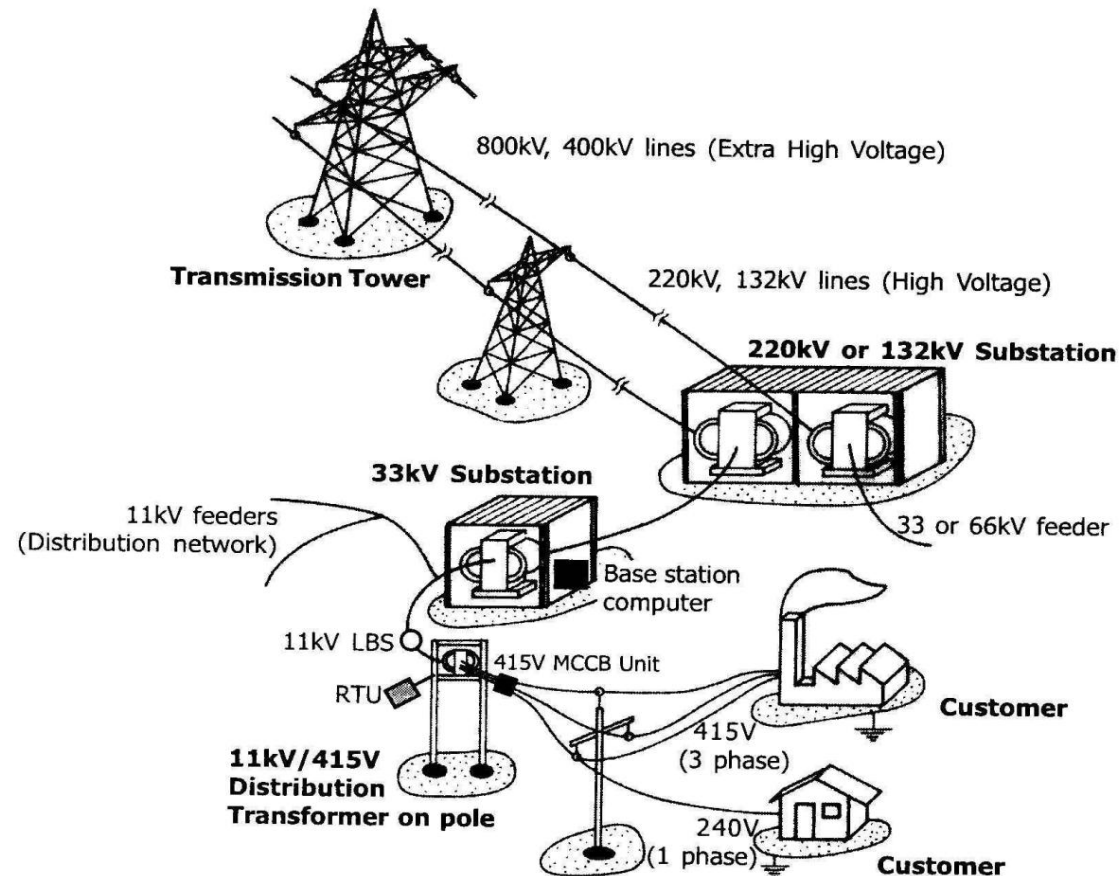 800kV, 400kV lines (Extra High Voltage)
Transmission Tower
220kV, 132kV lines (High Voltage)
220kV or 132kV Substation
33kV Substation
11kV feeders
(Distribution network)
33 or 66kV feeder
Base station
computer
11kV LBS
415V MCCB Unit
RTU
Customer
415V
(3 phase)
11kV/415V
Distribution
Transformer on pole
240V
(1 phase)
Customer